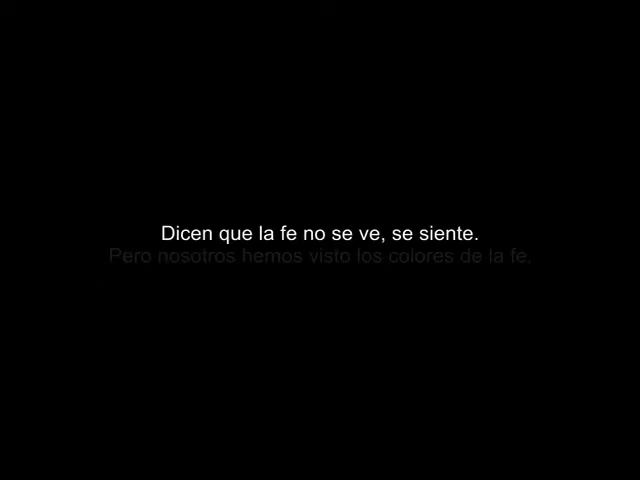 Dicen que la fe no se ve, se siente.
Pero nosotros hemos visto los colores de la fe.